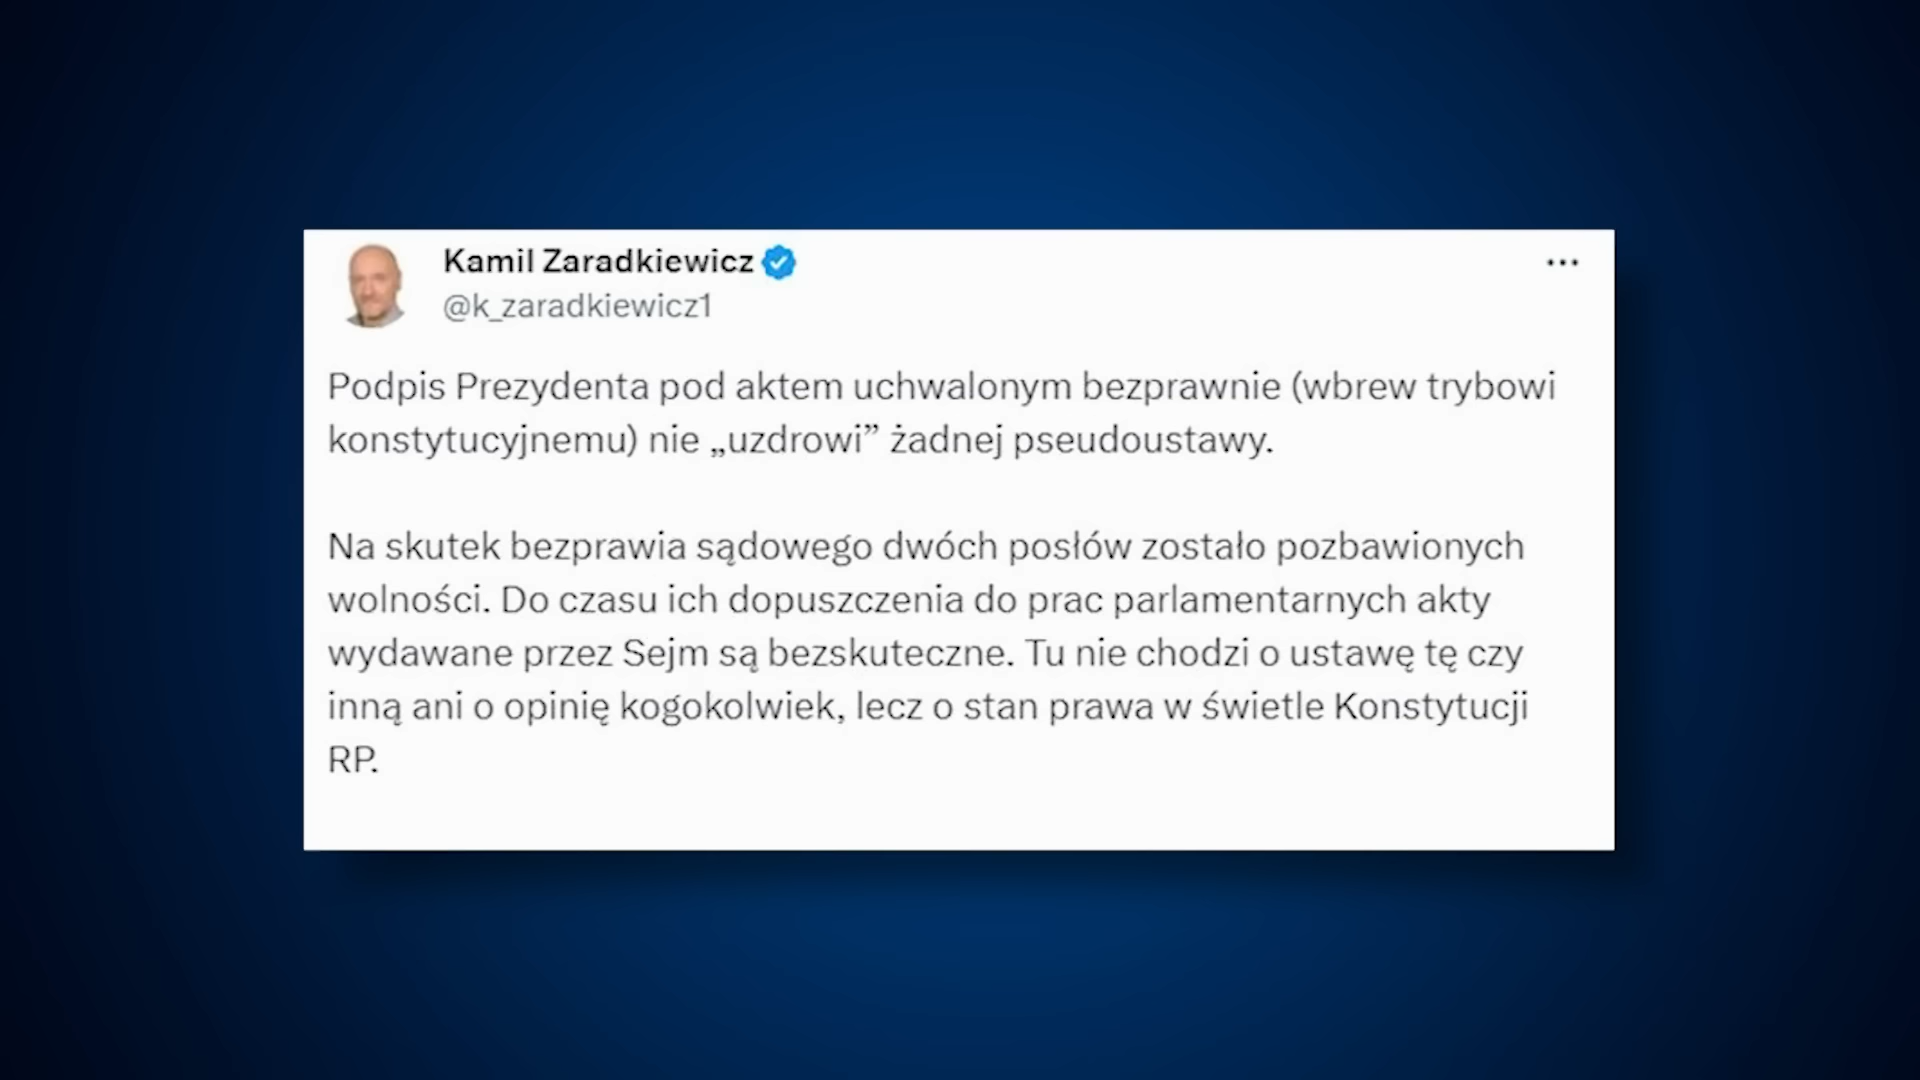 Kamil Zaradkiewicz
@k_zaradkiewicz1
Podpis Prezydenta pod aktem uchwalonym bezprawnie (wbrew trybowi
konstytucyjnemu) nie „uzdrowi” żadnej pseudoustawy.
Na skutek bezprawia sądowego dwóch posłów zostało pozbawionych
wolności. Do czasu ich dopuszczenia do prac parlamentarnych akty
wydawane przez Sejm są bezskuteczne. Tu nie chodzi o ustawę tę czy
inną ani o opinię kogokolwiek, lecz o stan prawa w świetle Konstytucji
RP.